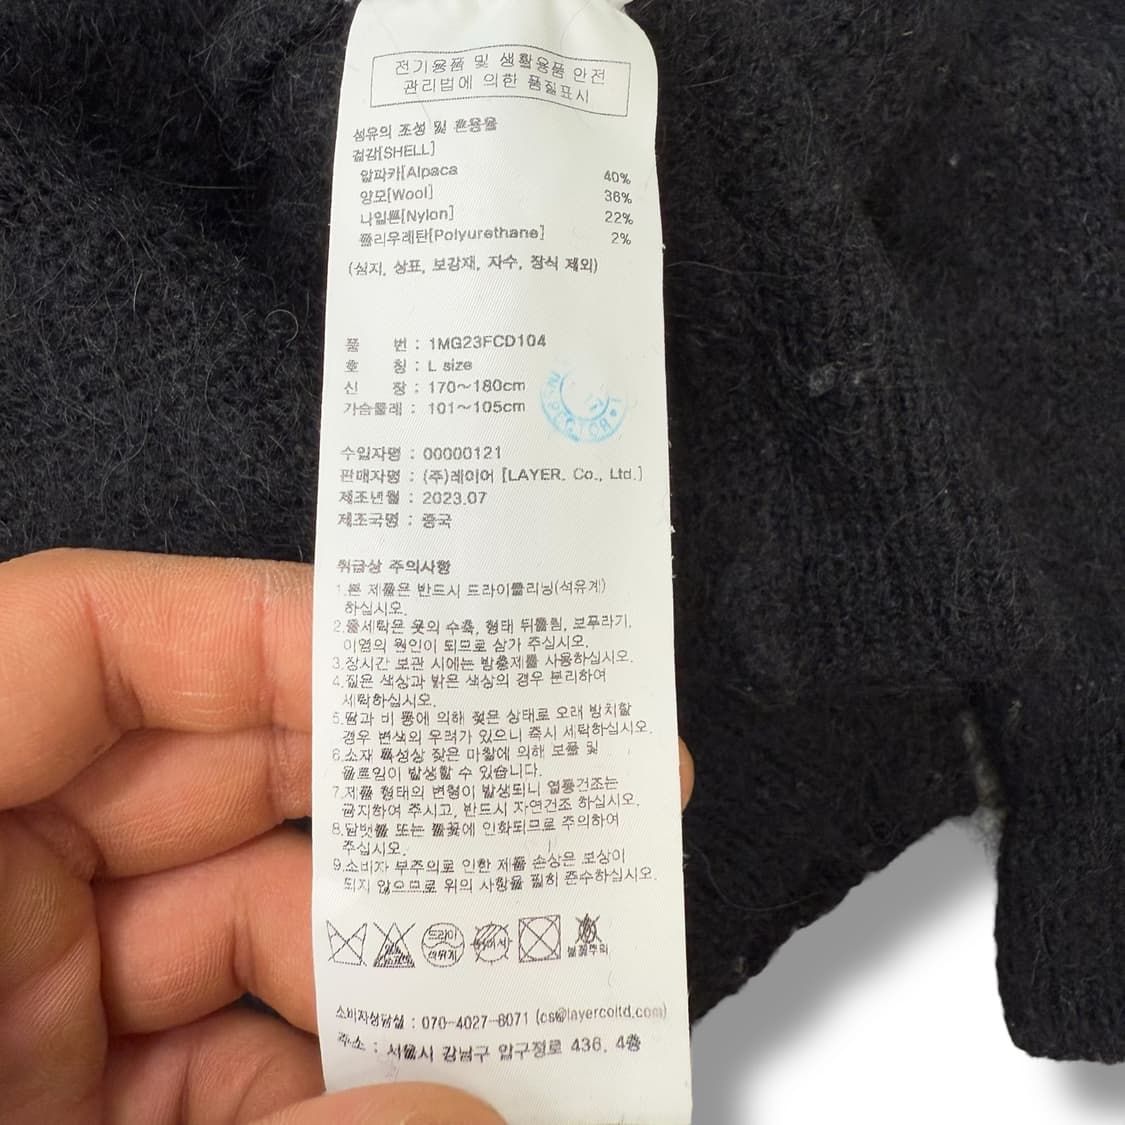 전기용품 및 생활용품 안전
관리법에 의한 품질표시
섬유의 조성 및 혼용율
겉감[SHELL]
알파카[Alpaca 40%
양모[Wool] 36%
나일론[Nylon] 22%
폴리우레탄[Polyurethane] 2%
(심지, 상표, 보강재, 자수, 장식 제외)
품 번 : 1MG23FCD104
호 칭 : L size
신 장 : 170~180cm
가슴둘레 : 101~105cm
INSPECTOR
수입자명 : 00000121
판매자명 : (주)레이어 [LAYER. Co., Ltd.]
제조년월 : 2023.07
제조국명 : 중국
취급상 주의사항
1.본 제품은 반드시 드라이클리닝(석유계)
하십시오.
2.물세탁은 옷의 수축, 형태 뒤틀림, 보푸라기,
이염의 원인이 되므로 삼가 주십시오.
3.장시간 보관 시에는 방충제를 사용하십시오.
4.짙은 색상과 밝은 색상의 경우 분리하여
세탁하십시오.
5.땀과 비 등에 의해 젖은 상태로 오래 방치할
경우 변색의 우려가 있으니 즉시 세탁하십시오.
6.소재 특성상 잦은 마찰에 의해 보풀 및
올트임이 발생할 수 있습니다.
7.제품 형태의 변형이 발생되니 열풍건조는
금지하여 주시고, 반드시 자연건조 하십시오.
8.담뱃불 또는 불꽃에 인화되므로 주의하여
주십시오.
9.소비자 부주의로 인한 제품 손상은 보상이
되지 않으므로 위의 사항을 필히 준수하십시오.
드라이
석유계
불꽃주의
소비자상담실 : 070-4027-8071 (cs@layercoltd.com)
주소 : 서울시 강남구 압구정로 436, 4층